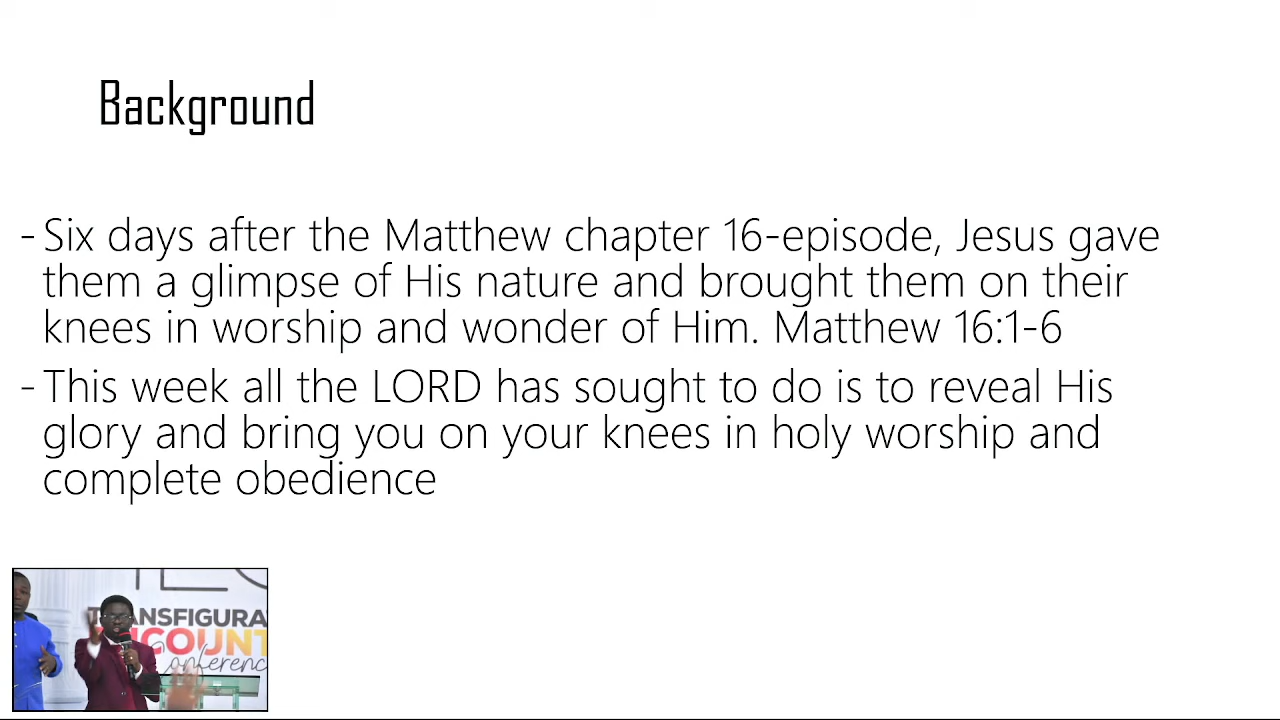 Background
- Six days after the Matthew chapter 16-episode, Jesus gave
them a glimpse of His nature and brought them on their
knees in worship and wonder of Him. Matthew 16:1-6
- This week all the LORD has sought to do is to reveal His
glory and bring you on your knees in holy worship and
complete obedience
TRANSFIGURA
Conferenc